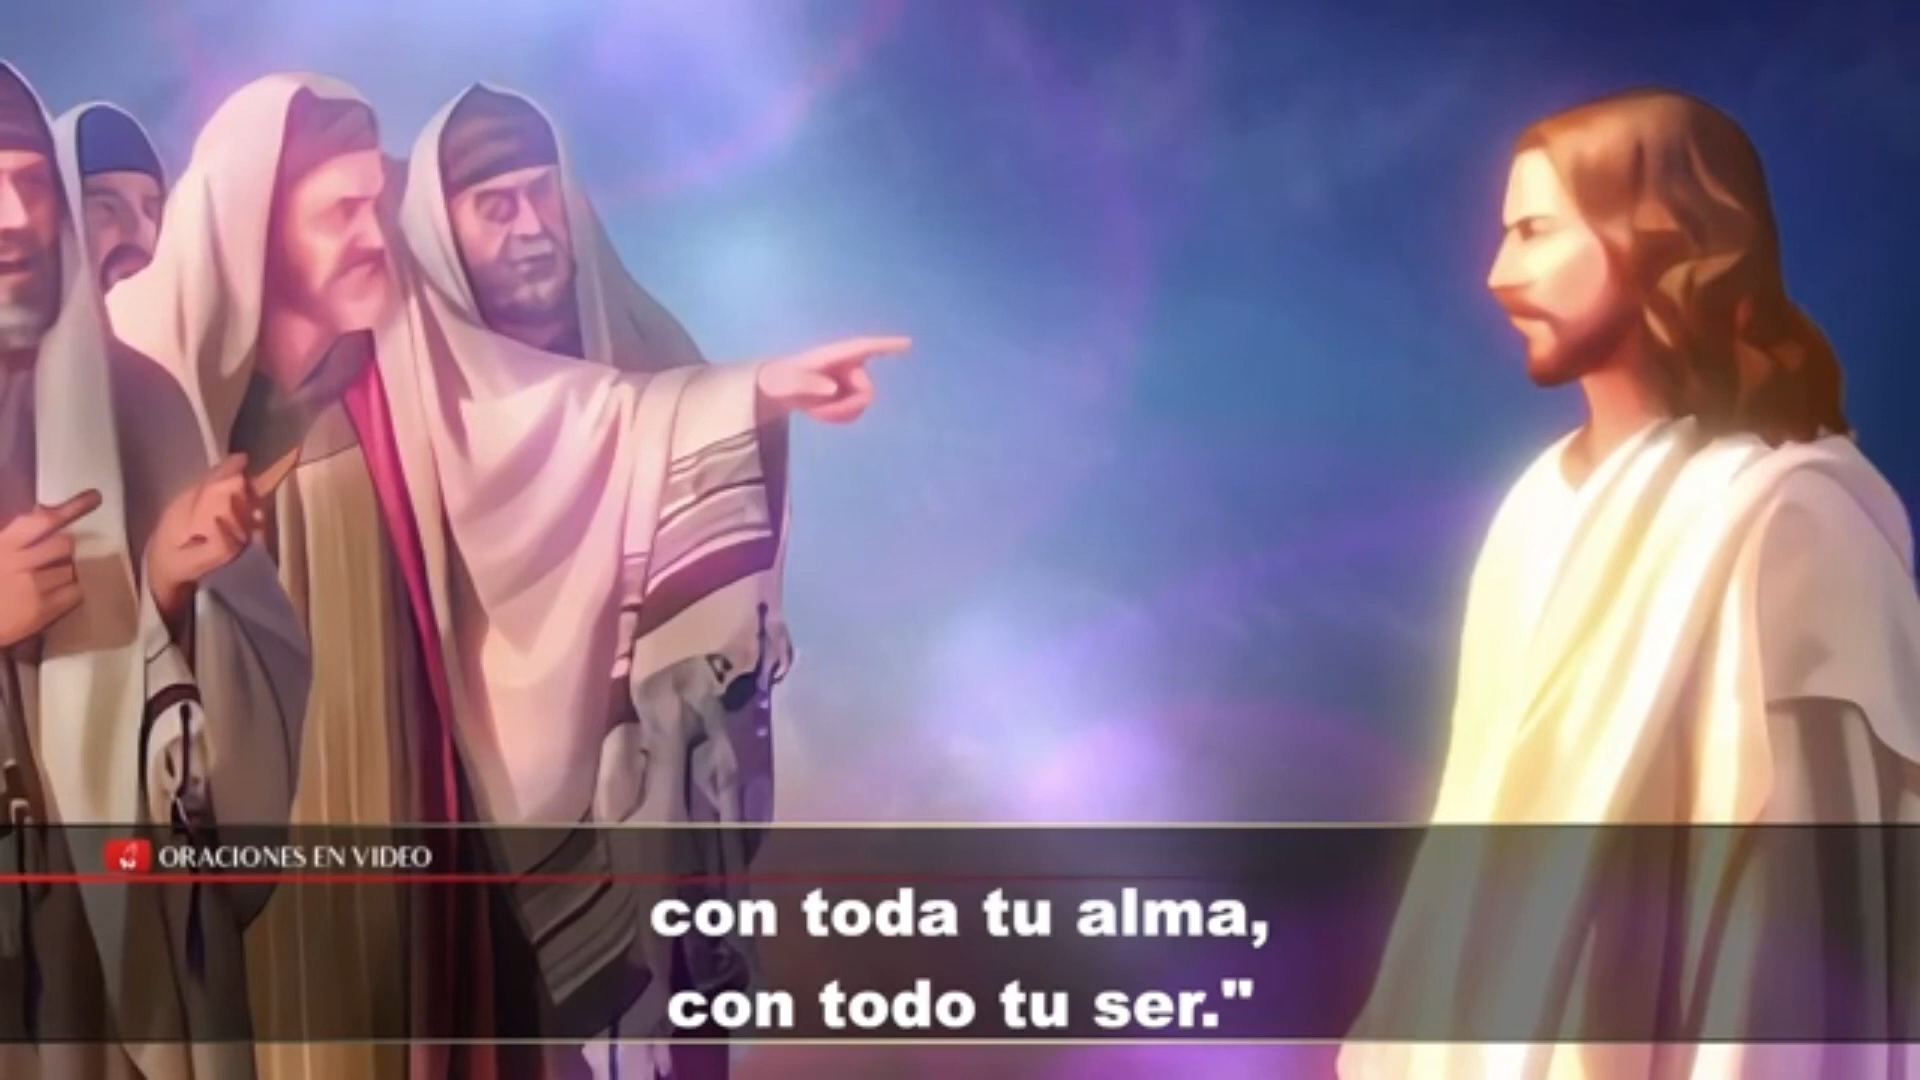 ORACIONES EN VIDEO
con toda tu alma,
con todo tu ser."